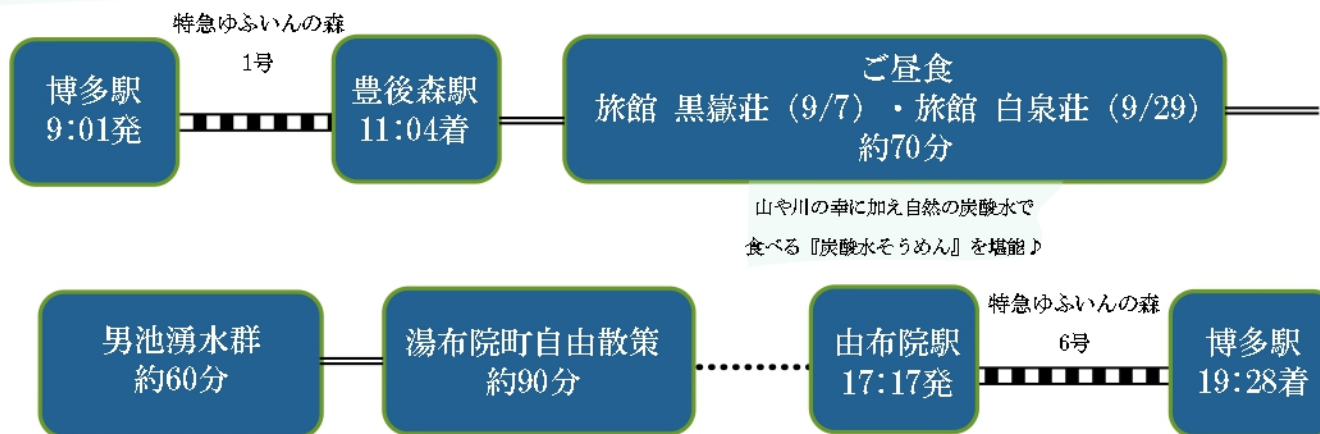 特急ゆふいんの森
1号
博多駅
9:01発
豊後森駅
11:04着
ご昼食
旅館 黒嶽荘（9/7）・旅館 白泉荘（9/29）
約70分
山や川の幸に加え自然の炭酸水で
食べる『炭酸水そうめん』を堪能♪
男池湧水群
約60分
湯布院町自由散策
約90分
由布院駅
17:17発
特急ゆふいんの森
6号
博多駅
19:28着